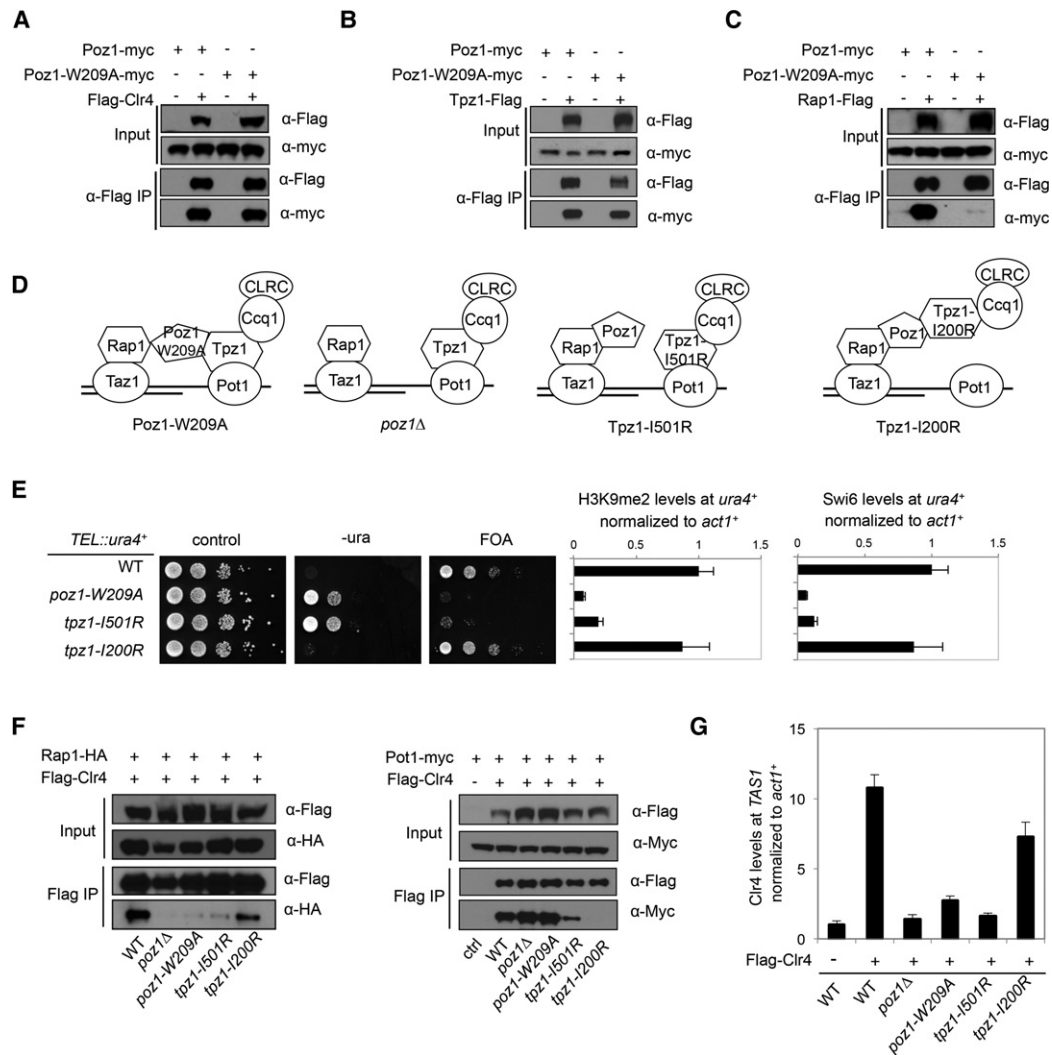 A
Poz1-myc + + - -
Poz1-W209A-myc - - + +
Flag-Clr4 - + - +
Input
α-Flag
α-myc
α-Flag IP
α-Flag
α-myc
B
Poz1-myc + + - -
Poz1-W209A-myc - - + +
Tpz1-Flag - + - +
Input
α-Flag
α-myc
α-Flag IP
α-Flag
α-myc
C
Poz1-myc + + - -
Poz1-W209A-myc - - + +
Rap1-Flag - + - +
Input
α-Flag
α-myc
α-Flag IP
α-Flag
α-myc
D
CLRC
Ccq1
Poz1
W209A
Rap1
Tpz1
Taz1
Pot1
Poz1-W209A
CLRC
Ccq1
Rap1
Tpz1
Taz1
Pot1
poz1Δ
CLRC
Ccq1
Poz1
Rap1
Tpz1-
I501R
Taz1
Pot1
Tpz1-I501R
CLRC
Ccq1
Tpz1-
I200R
Poz1
Rap1
Taz1
Pot1
Tpz1-I200R
E
TEL::ura4+
control
-ura
FOA
WT
poz1-W209A
tpz1-I501R
tpz1-I200R
H3K9me2 levels at ura4+
normalized to act1+
0 0.5 1 1.5
Swi6 levels at ura4+
normalized to act1+
0 0.5 1 1.5
F
Rap1-HA + + + + +
Flag-Clr4 + + + + +
Input
α-Flag
α-HA
Flag IP
α-Flag
α-HA
WT
poz1Δ
poz1-W209A
tpz1-I501R
tpz1-I200R
Pot1-myc + + + + + +
Flag-Clr4 - + + + + +
Input
α-Flag
α-Myc
Flag IP
α-Flag
α-Myc
ctrl
WT
poz1Δ
poz1-W209A
tpz1-I501R
tpz1-I200R
G
Clr4 levels at TAS1
normalized to act1+
15
10
5
0
Flag-Clr4 - + + + + +
WT
WT
poz1Δ
poz1-W209A
tpz1-I501R
tpz1-I200R